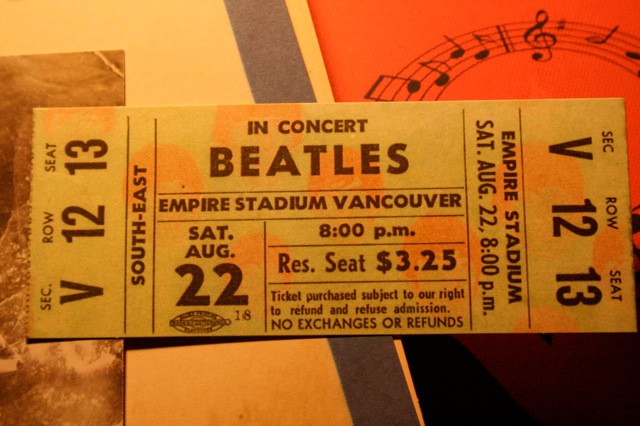 SEC. ROW SEAT
V 12 13
SOUTH-EAST
IN CONCERT
BEATLES
EMPIRE STADIUM VANCOUVER
SAT.
AUG.
22
18
8:00 p.m.
Res. Seat $3.25
Ticket purchased subject to our right
to refund and refuse admission.
NO EXCHANGES OR REFUNDS
EMPIRE STADIUM
SAT. AUG. 22, 8:00 p.m.
SEC ROW SEAT
V 12 13